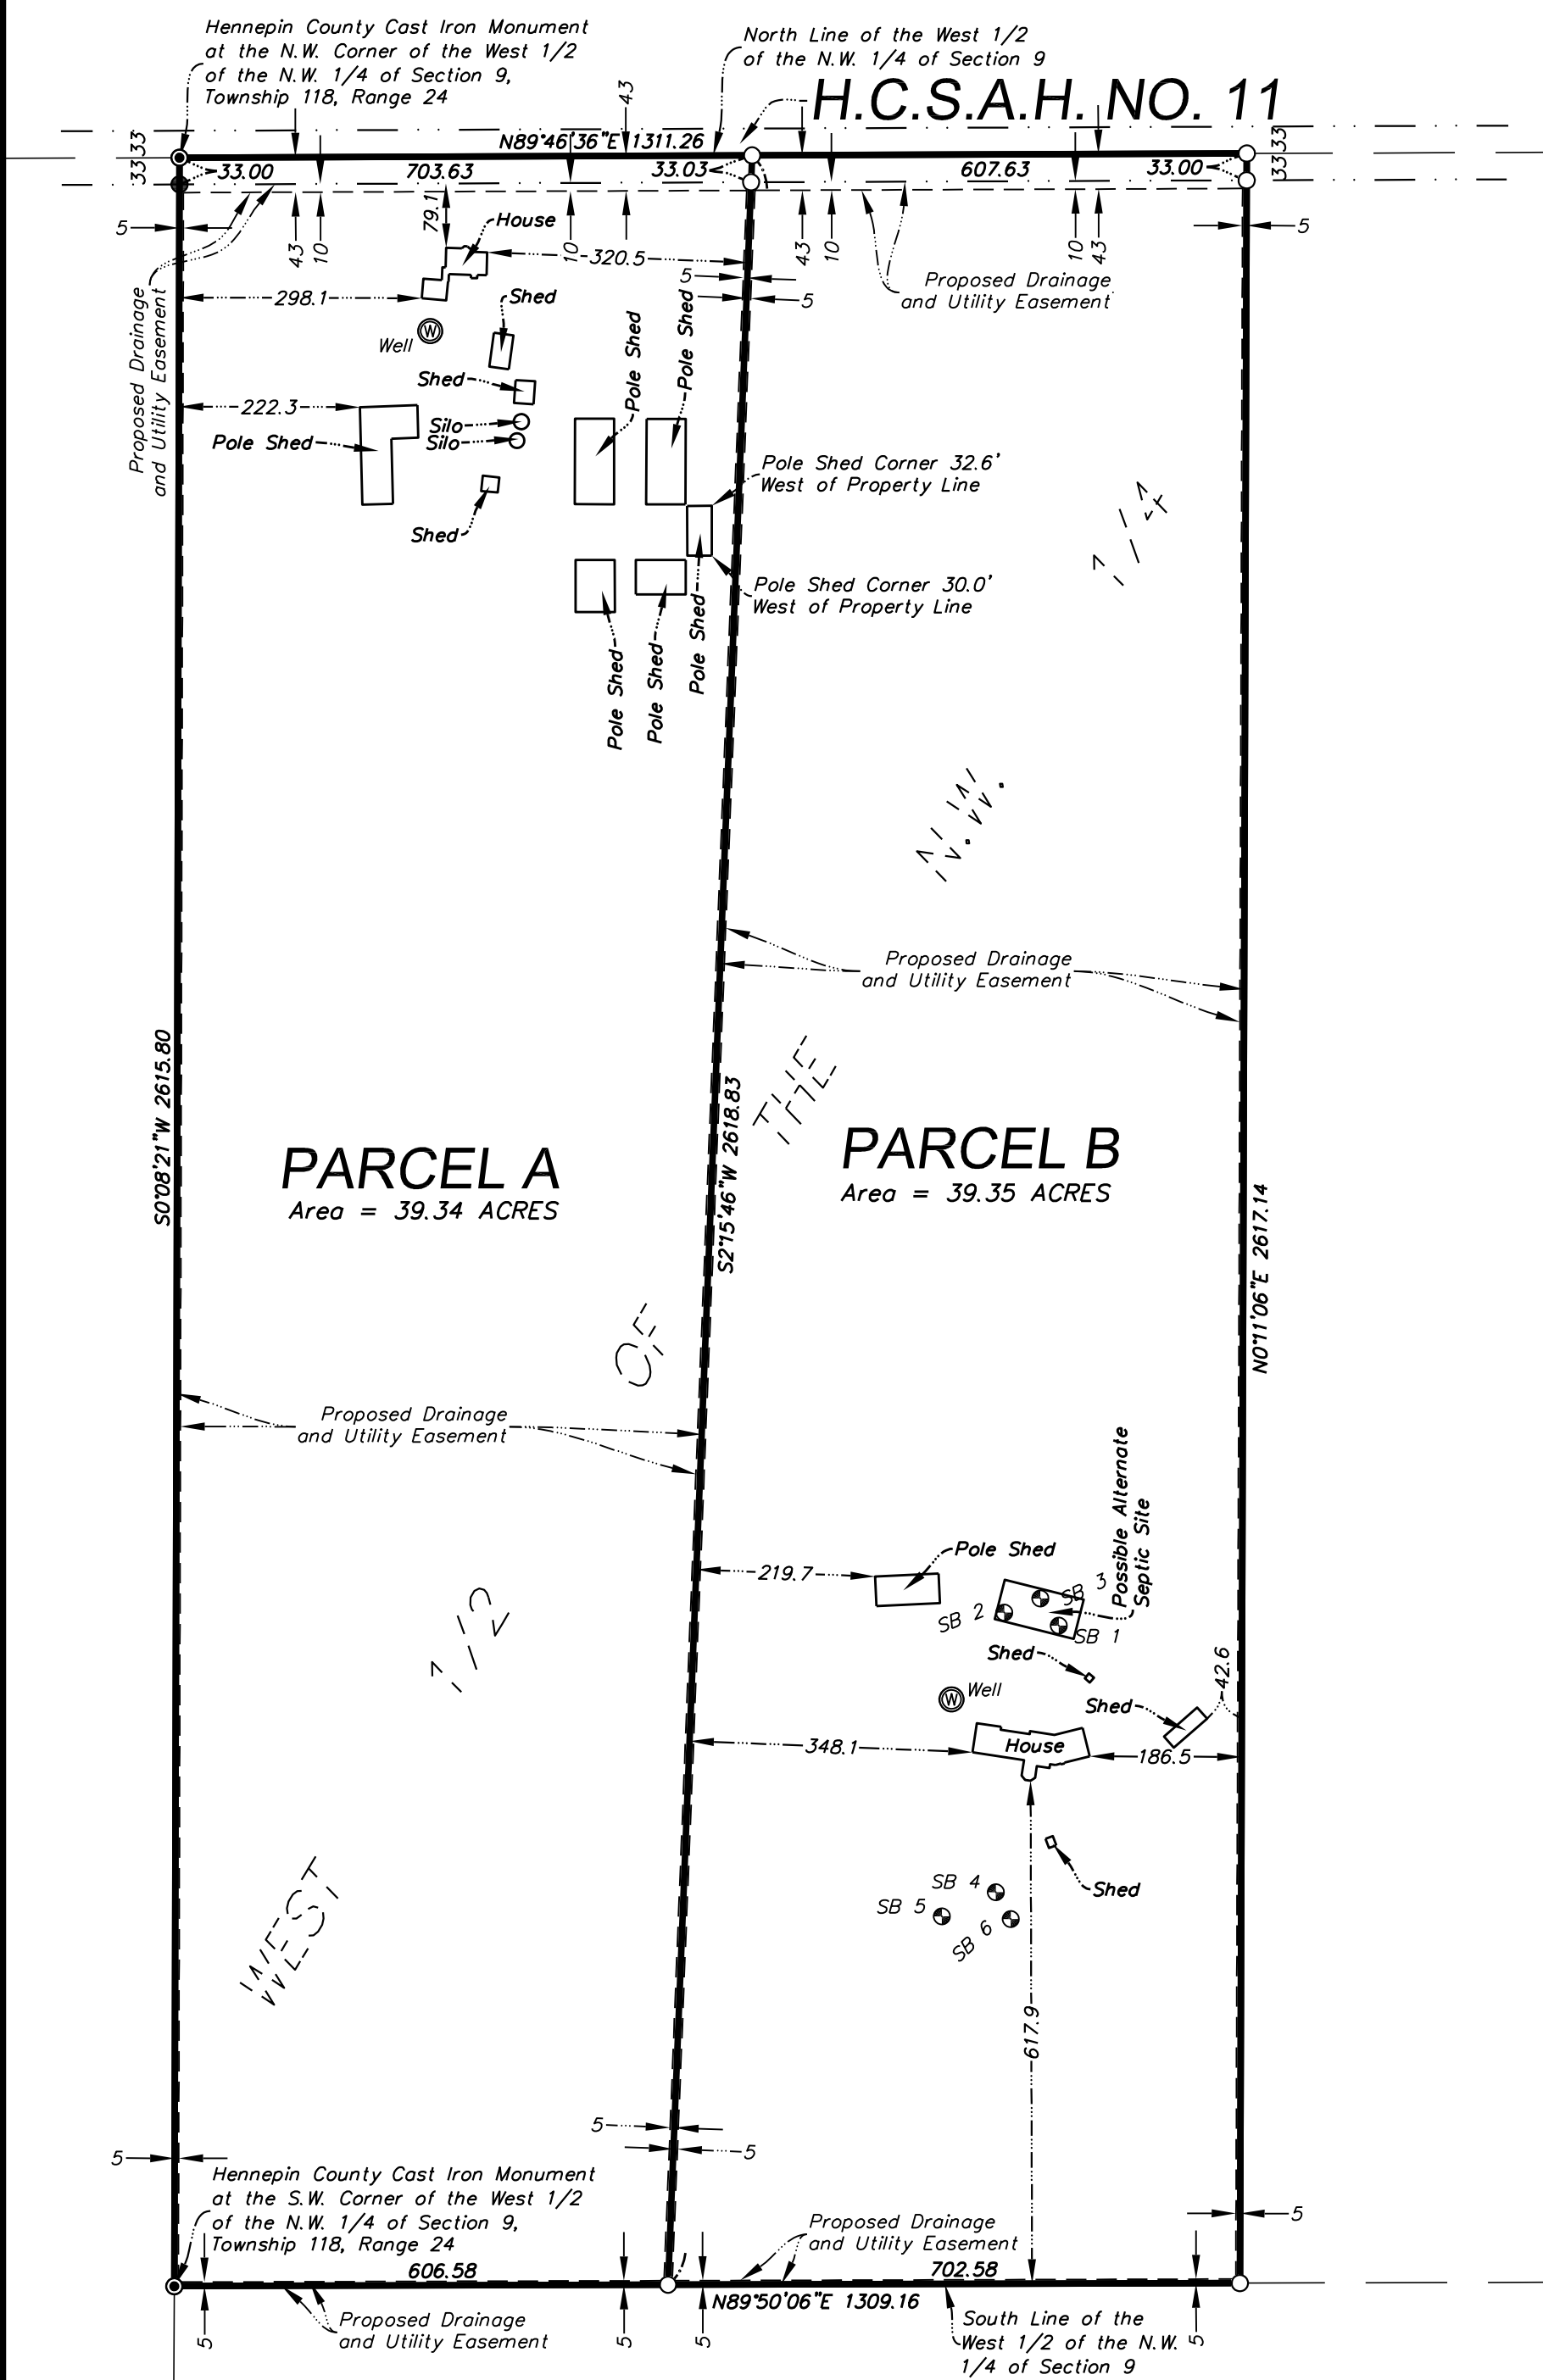 Hennepin County Cast Iron Monument
at the N.W. Corner of the West 1/2
of the N.W. 1/4 of Section 9,
Township 118, Range 24
North Line of the West 1/2
of the N.W. 1/4 of Section 9
H.C.S.A.H. NO. 11
43
N89°46'36"E 1311.26
33
33
33.00
703.63
33.03
607.63
33.00
33
33
5
43
10
79.1
House
10
320.5
5
5
43
10
10
43
5
Proposed Drainage
and Utility Easement
Proposed Drainage
and Utility Easement
298.1
Shed
W
Well
Shed
Pole Shed
Pole Shed
222.3
Silo
Silo
Pole Shed
Shed
Pole Shed Corner 32.6'
West of Property Line
Pole Shed Corner 30.0'
West of Property Line
Pole Shed
Pole Shed
Pole Shed
WEST 1/2 OF THE N.W. 1/4
Proposed Drainage
and Utility Easement
S0°08'21"W 2615.80
S2°15'46"W 2618.83
N0°11'06"E 2617.14
PARCEL A
Area = 39.34 ACRES
PARCEL B
Area = 39.35 ACRES
Proposed Drainage
and Utility Easement
Possible Alternate
Septic Site
Pole Shed
219.7
SB 3
SB 2
SB 1
Shed
42.6
W
Well
Shed
348.1
House
186.5
SB 4
SB 5
SB 6
Shed
617.9
5
5
5
5
Hennepin County Cast Iron Monument
at the S.W. Corner of the West 1/2
of the N.W. 1/4 of Section 9,
Township 118, Range 24
Proposed Drainage
and Utility Easement
606.58
702.58
N89°50'06"E 1309.16
5
Proposed Drainage
and Utility Easement
5
5
South Line of the
West 1/2 of the N.W.
1/4 of Section 9
5